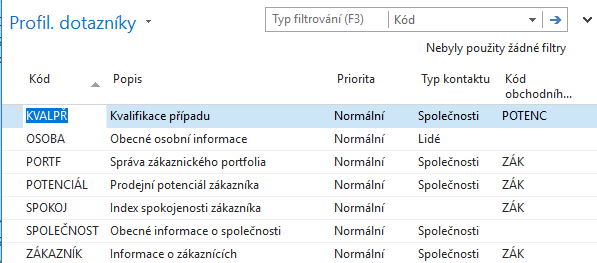 Profil. dotazníky
Typ filtrování (F3) Kód
Nebyly použity žádné filtry
Kód Popis Priorita Typ kontaktu Kód obchodníh...
KVALPŘ Kvalifikace případu Normální Společnosti POTENC
OSOBA Obecné osobní informace Normální Lidé
PORTF Správa zákaznického portfolia Normální Společnosti ZÁK
POTENCIÁL Prodejní potenciál zákazníka Normální Společnosti ZÁK
SPOKOJ Index spokojenosti zákazníka Normální ZÁK
SPOLEČNOST Obecné informace o společnosti Normální Společnosti
ZÁKAZNÍK Informace o zákaznících Normální Společnosti ZÁK